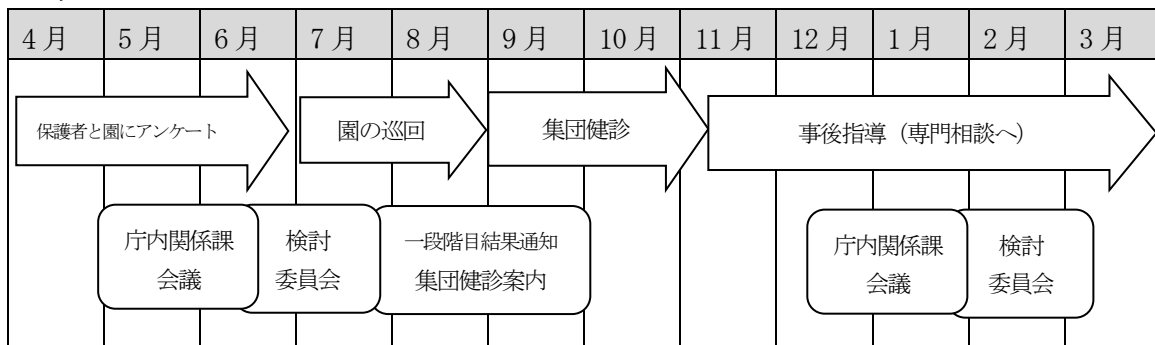 4月 5月 6月 7月 8月 9月 10月 11月 12月 1月 2月 3月
保護者と園にアンケート 園の巡回 集団健診 事後指導（専門相談へ）
庁内関係課
会議
検討
委員会
一段階目結果通知
集団健診案内
庁内関係課
会議
検討
委員会